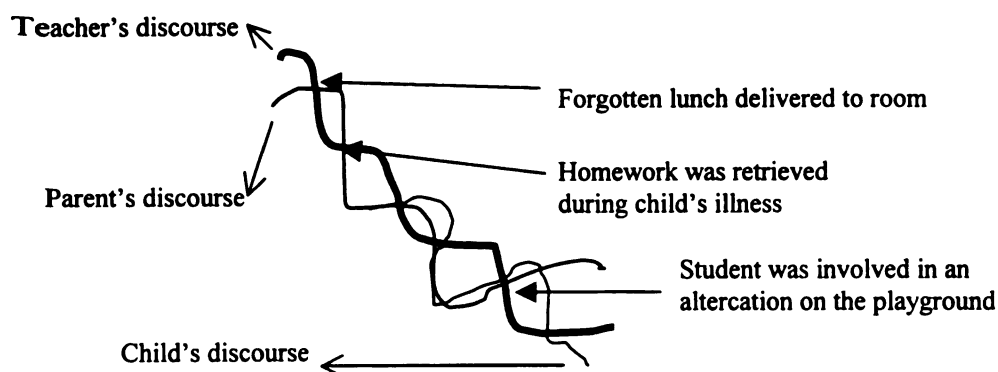 Teacher's discourse
Forgotten lunch delivered to room
Homework was retrieved
during child's illness
Parent's discourse
Student was involved in an
altercation on the playground
Child's discourse